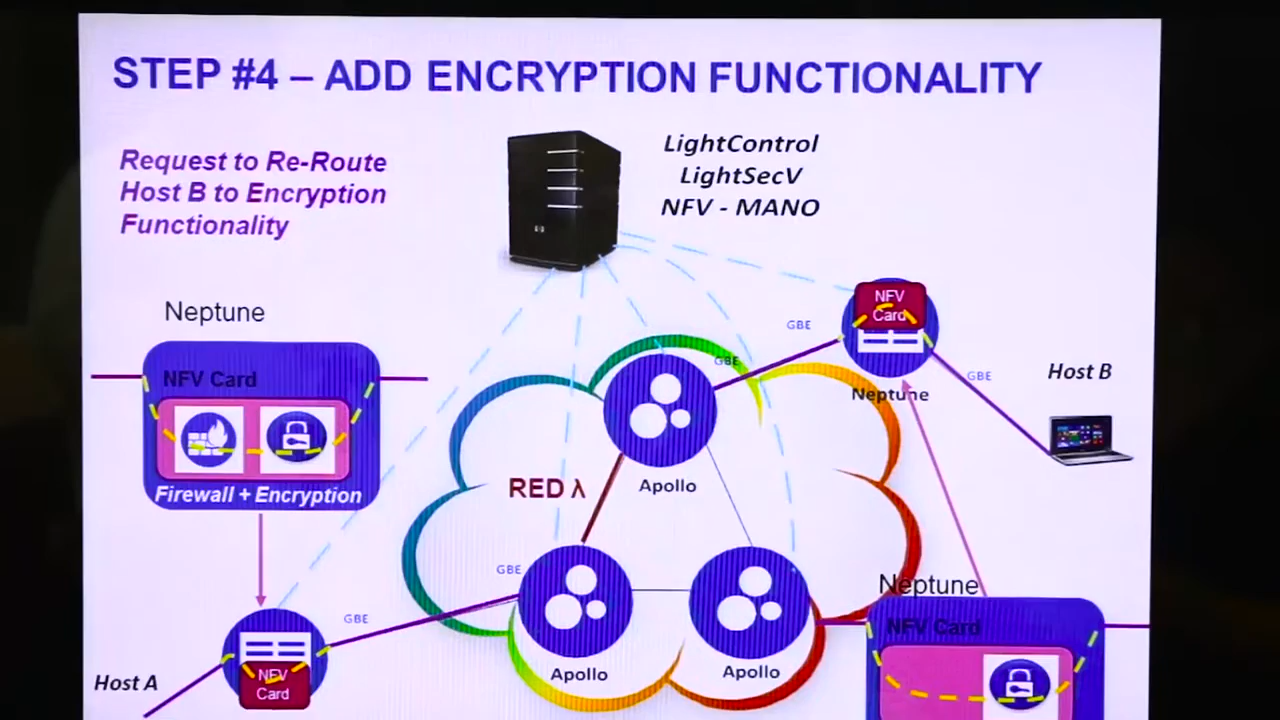 STEP #4 – ADD ENCRYPTION FUNCTIONALITY
Request to Re-Route
Host B to Encryption
Functionality
LightControl
LightSecV
NFV - MANO
Neptune
NFV Card
Firewall + Encryption
NFV
Card
GBE
GBE
Neptune
GBE
Host B
RED λ
Apollo
GBE
Apollo
Apollo
GBE
Host A
NFV
Card
Neptune
NFV Card
hp